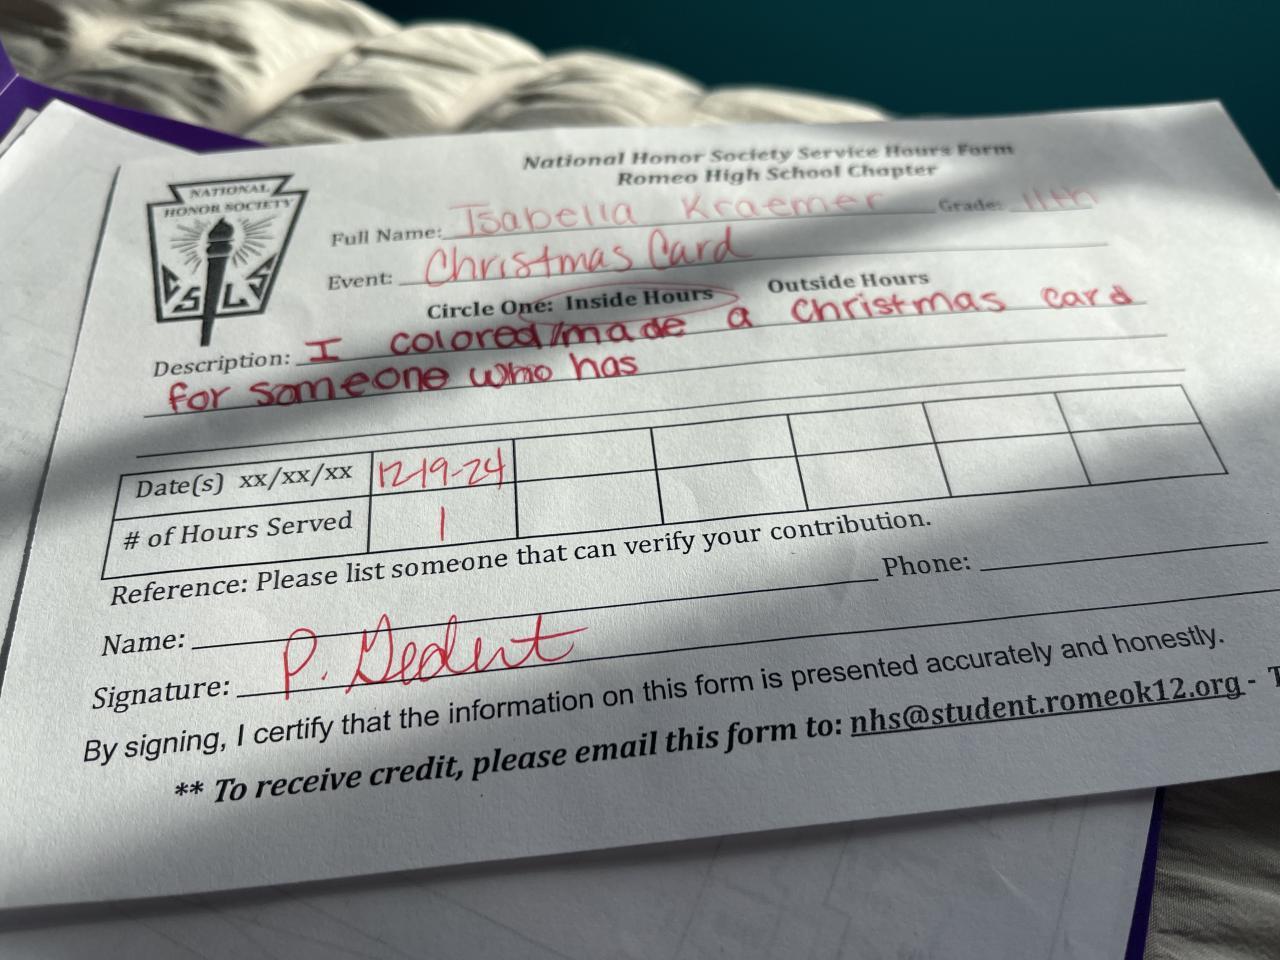 National Honor Society Service Hours Form
Romeo High School Chapter
NATIONAL
HONOR SOCIETY
Full Name: Isabella Kraemer Grade: 11th
Event: Christmas Card
Circle One: Inside Hours Outside Hours
Description: I colored/made a Christmas card
for someone who has
Date(s) xx/xx/xx 12-19-24
# of Hours Served 1
Reference: Please list someone that can verify your contribution.
Name: Phone:
Signature: P.
By signing, I certify that the information on this form is presented accurately and honestly.
** To receive credit, please email this form to: nhs@student.romeok12.org -